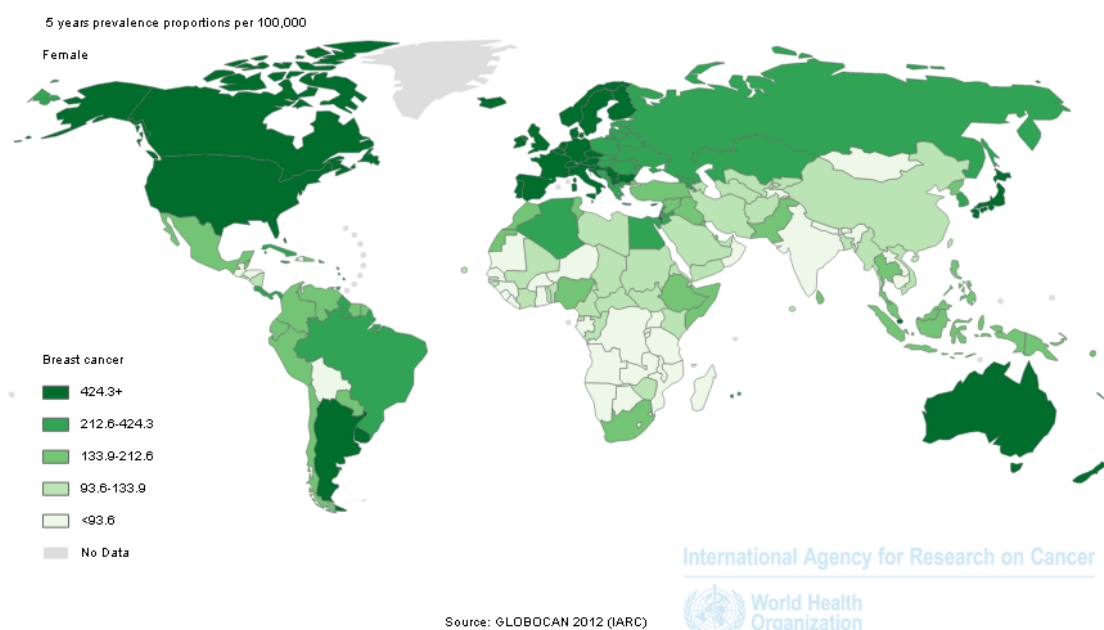 5 years prevalence proportions per 100,000
Female
Breast cancer
424.3+
212.6-424.3
133.9-212.6
93.6-133.9
<93.6
No Data
International Agency for Research on Cancer
World Health
Organization
Source: GLOBOCAN 2012 (IARC)